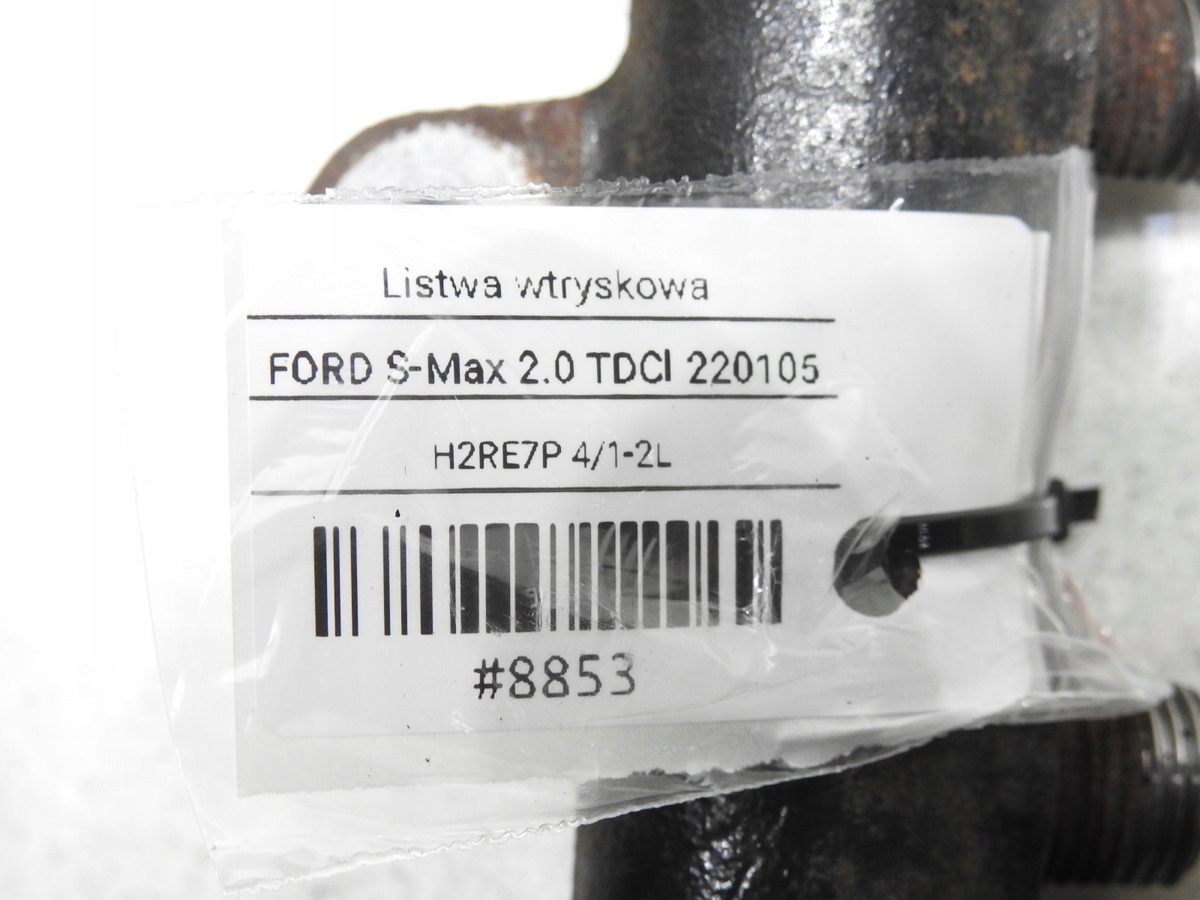 Listwa wtryskowa
FORD S-Max 2.0 TDCI 220105
H2RE7P 4/1-2L
#8853